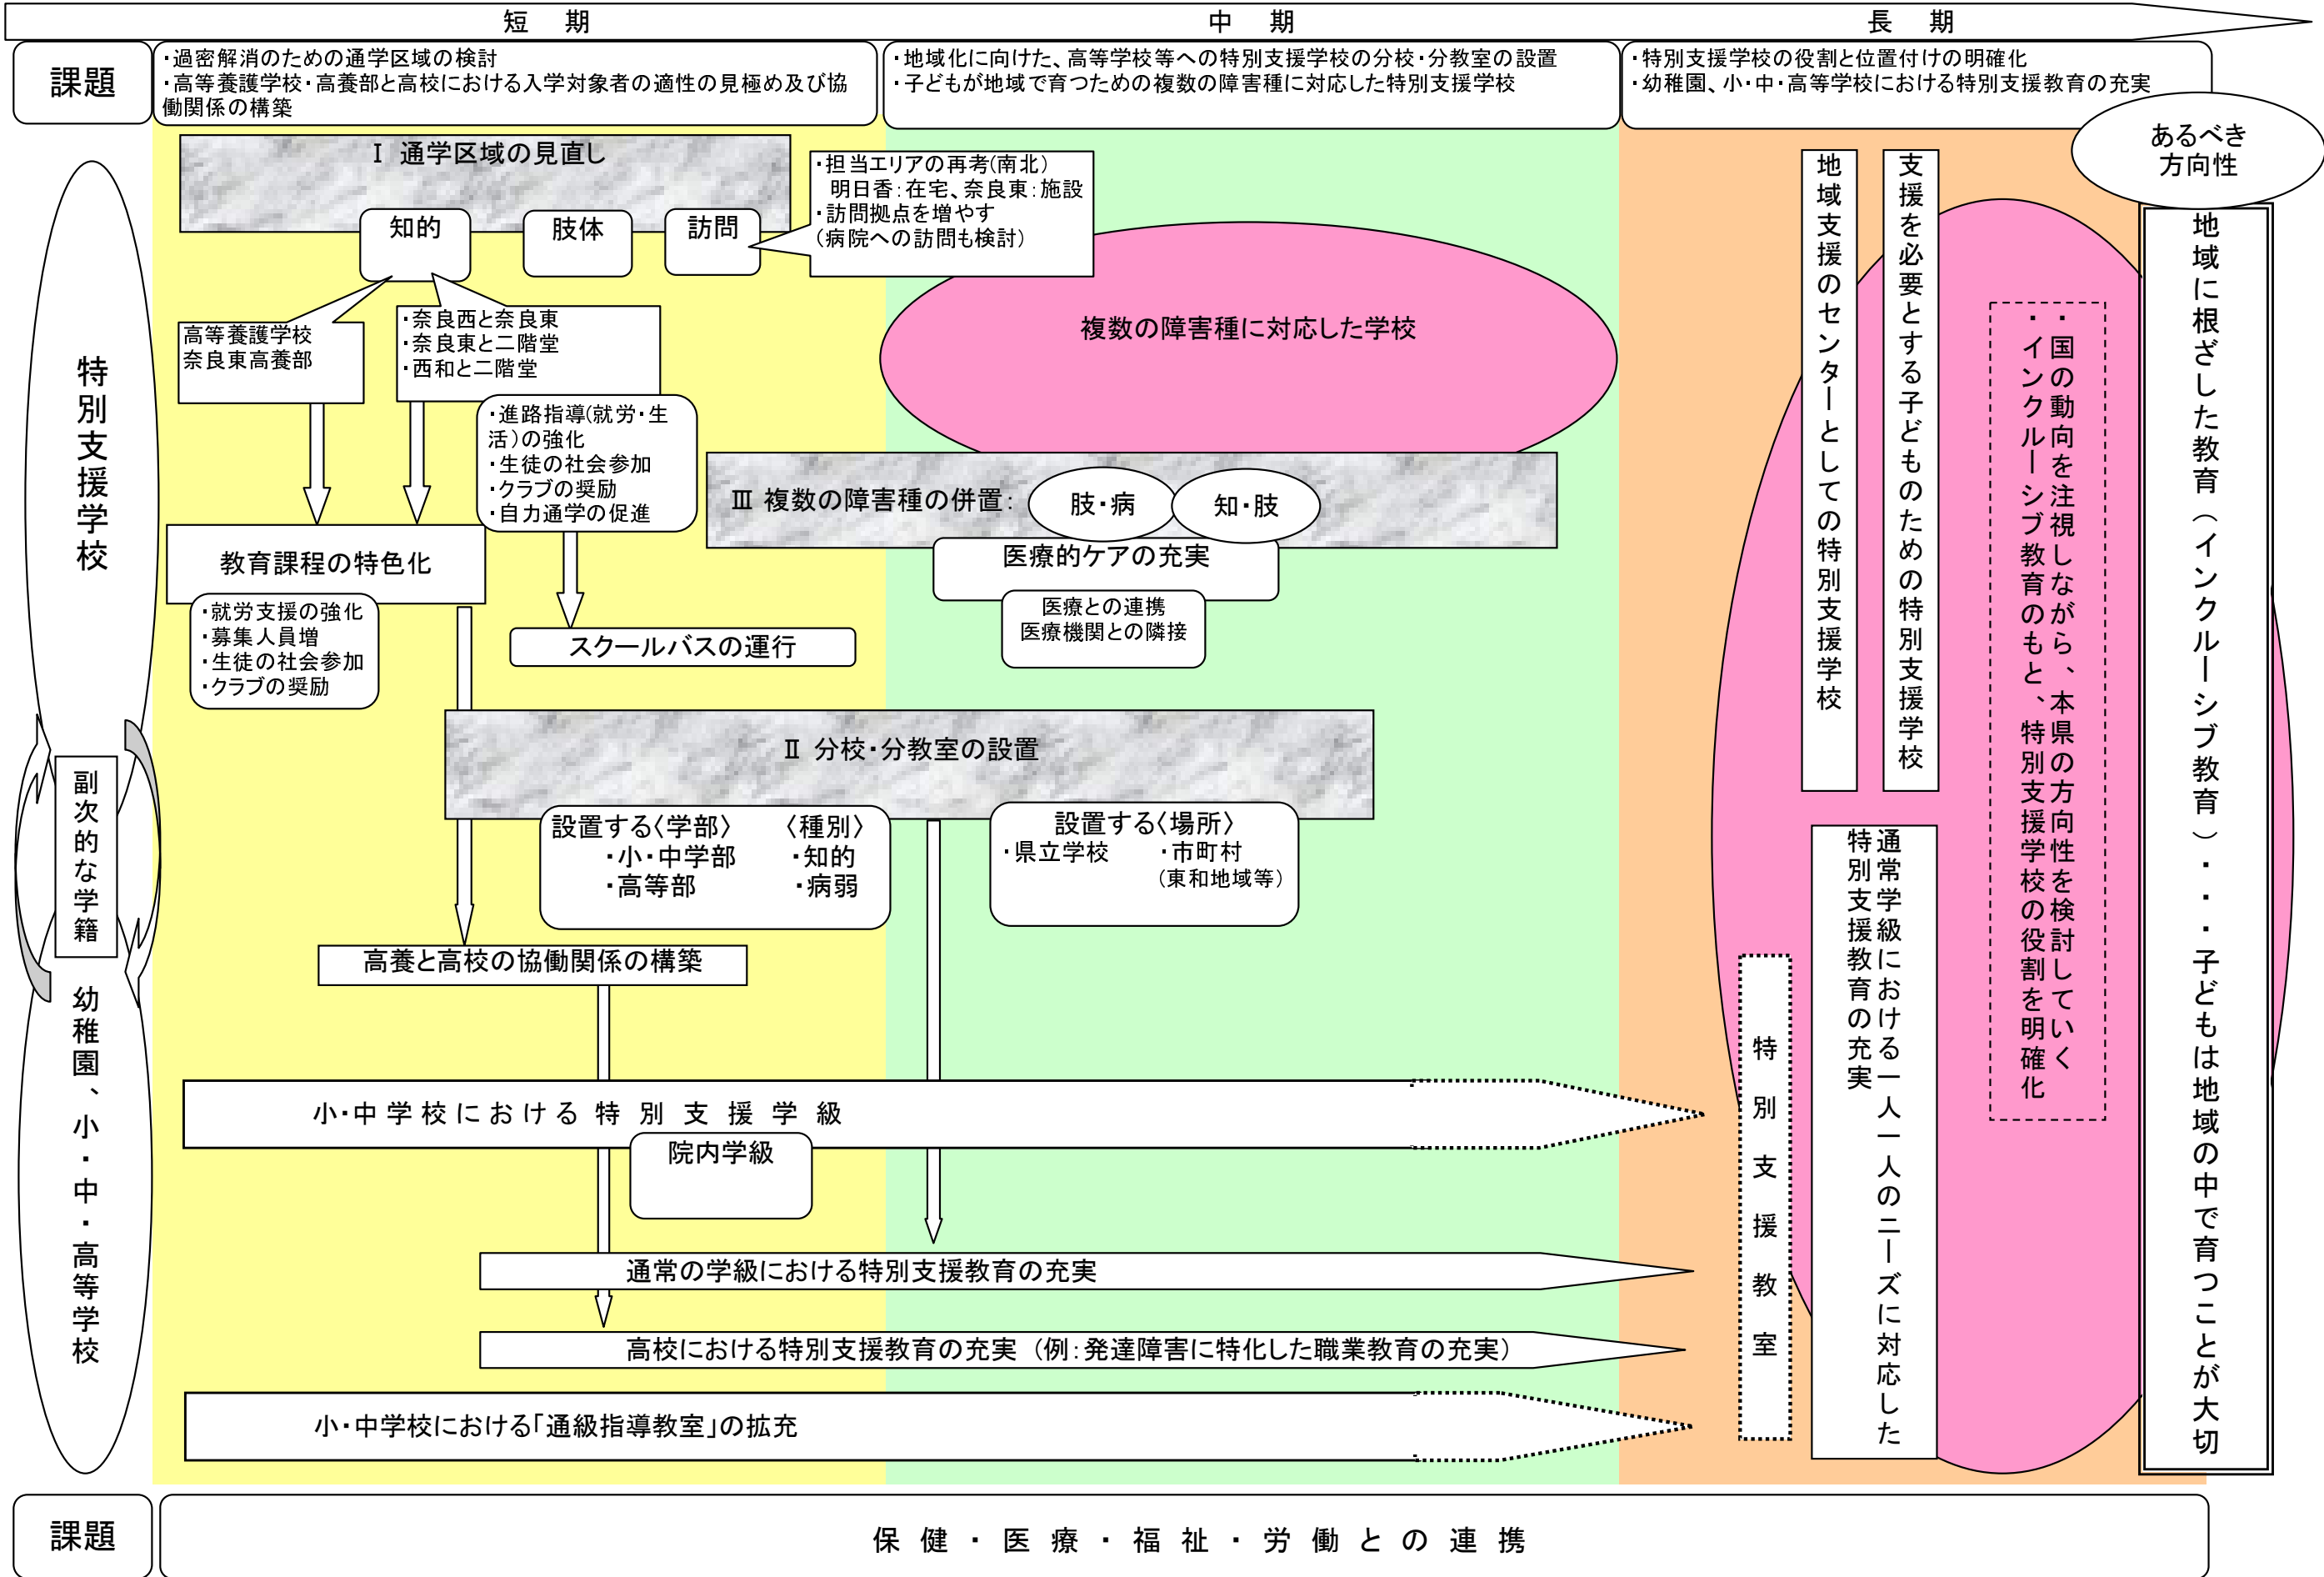 短　期
中　期
長　期
課題
・過密解消のための通学区域の検討
・高等養護学校・高養部と高校における入学対象者の適性の見極め及び協
働関係の構築
・地域化に向けた、高等学校等への特別支援学校の分校・分教室の設置
・子どもが地域で育つための複数の障害種に対応した特別支援学校
・特別支援学校の役割と位置付けの明確化
・幼稚園、小・中・高等学校における特別支援教育の充実
あるべき
方向性
特別支援学校
Ⅰ 通学区域の見直し
知的
肢体
訪問
・担当エリアの再考(南北)
明日香：在宅、奈良東：施設
・訪問拠点を増やす
(病院への訪問も検討)
高等養護学校
奈良東高養部
・奈良西と奈良東
・奈良東と二階堂
・西和と二階堂
・進路指導(就労・生
活)の強化
・生徒の社会参加
・クラブの奨励
・自力通学の促進
教育課程の特色化
・就労支援の強化
・募集人員増
・生徒の社会参加
・クラブの奨励
スクールバスの運行
複数の障害種に対応した学校
Ⅲ 複数の障害種の併置：
肢・病
知・肢
医療的ケアの充実
医療との連携
医療機関との隣接
Ⅱ 分校・分教室の設置
設置する〈学部〉　〈種別〉
・小・中学部　・知的
・高等部　・病弱
設置する〈場所〉
・県立学校　・市町村
(東和地域等)
副次的な学籍
高養と高校の協働関係の構築
幼稚園、小・中・高等学校
小・中学校における特別支援学級
院内学級
通常の学級における特別支援教育の充実
高校における特別支援教育の充実（例：発達障害に特化した職業教育の充実）
小・中学校における「通級指導教室」の拡充
特別支援教室
地域支援のセンターとしての特別支援学校
支援を必要とする子どものための特別支援学校
通常学級における一人一人のニーズに対応した
特別支援教育の充実
・国の動向を注視しながら、本県の方向性を検討していく
・インクルーシブ教育のもと、特別支援学校の役割を明確化
地域に根ざした教育（インクルーシブ教育）・・・子どもは地域の中で育つことが大切
課題
保健・医療・福祉・労働との連携